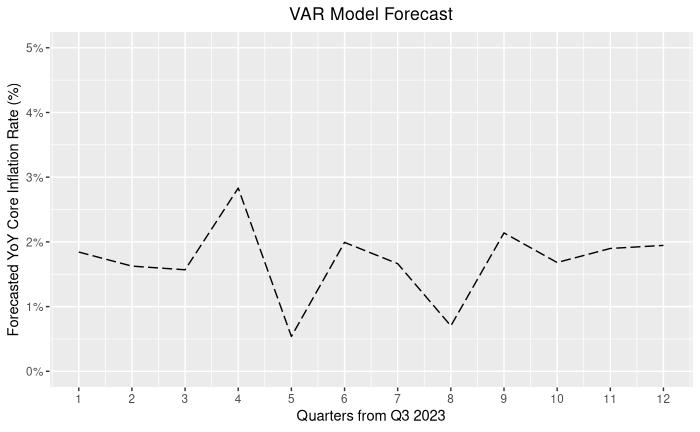 VAR Model Forecast
Forecasted YoY Core Inflation Rate (%)
5%
4%
3%
2%
1%
0%
1 2 3 4 5 6 7 8 9 10 11 12
Quarters from Q3 2023